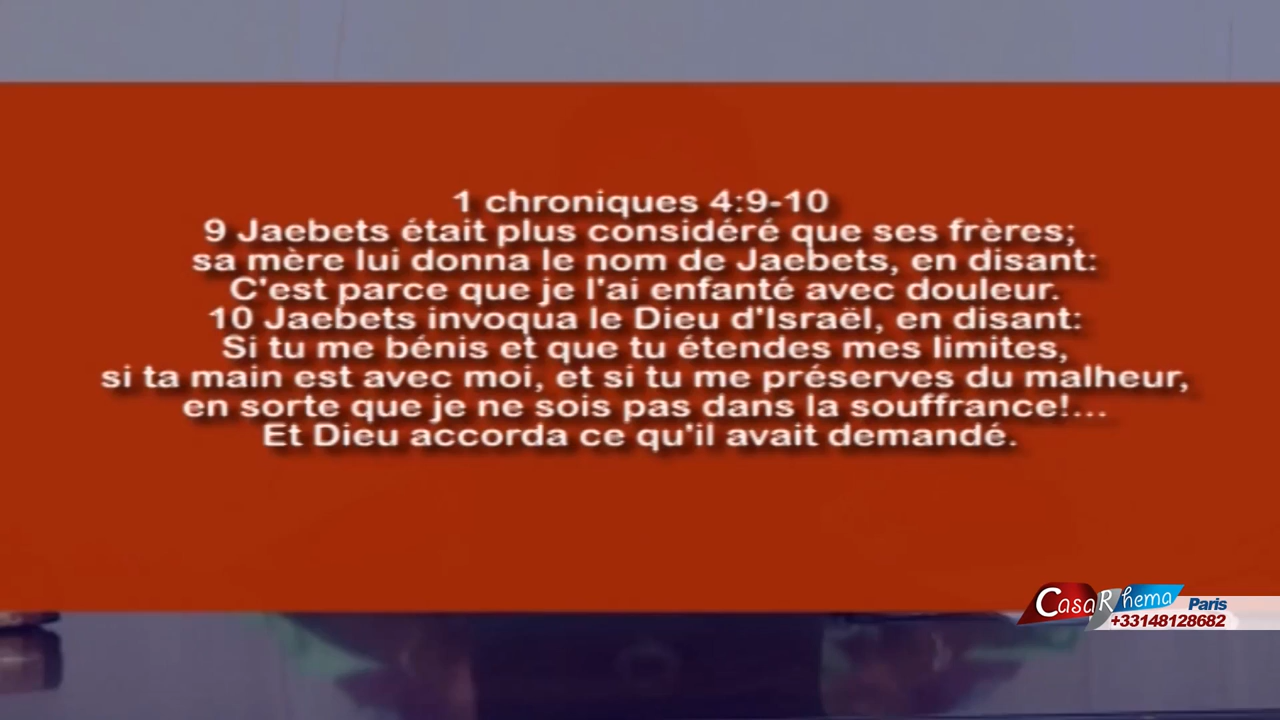 1 chroniques 4:9-10
9 Jaebets était plus considéré que ses frères;
sa mère lui donna le nom de Jaebets, en disant:
C'est parce que je l'ai enfanté avec douleur.
10 Jaebets invoqua le Dieu d'Israël, en disant:
Si tu me bénis et que tu étendes mes limites,
si ta main est avec moi, et si tu me préserves du malheur,
en sorte que je ne sois pas dans la souffrance!...
Et Dieu accorda ce qu'il avait demandé.
CasaRhema Paris
+33148128682